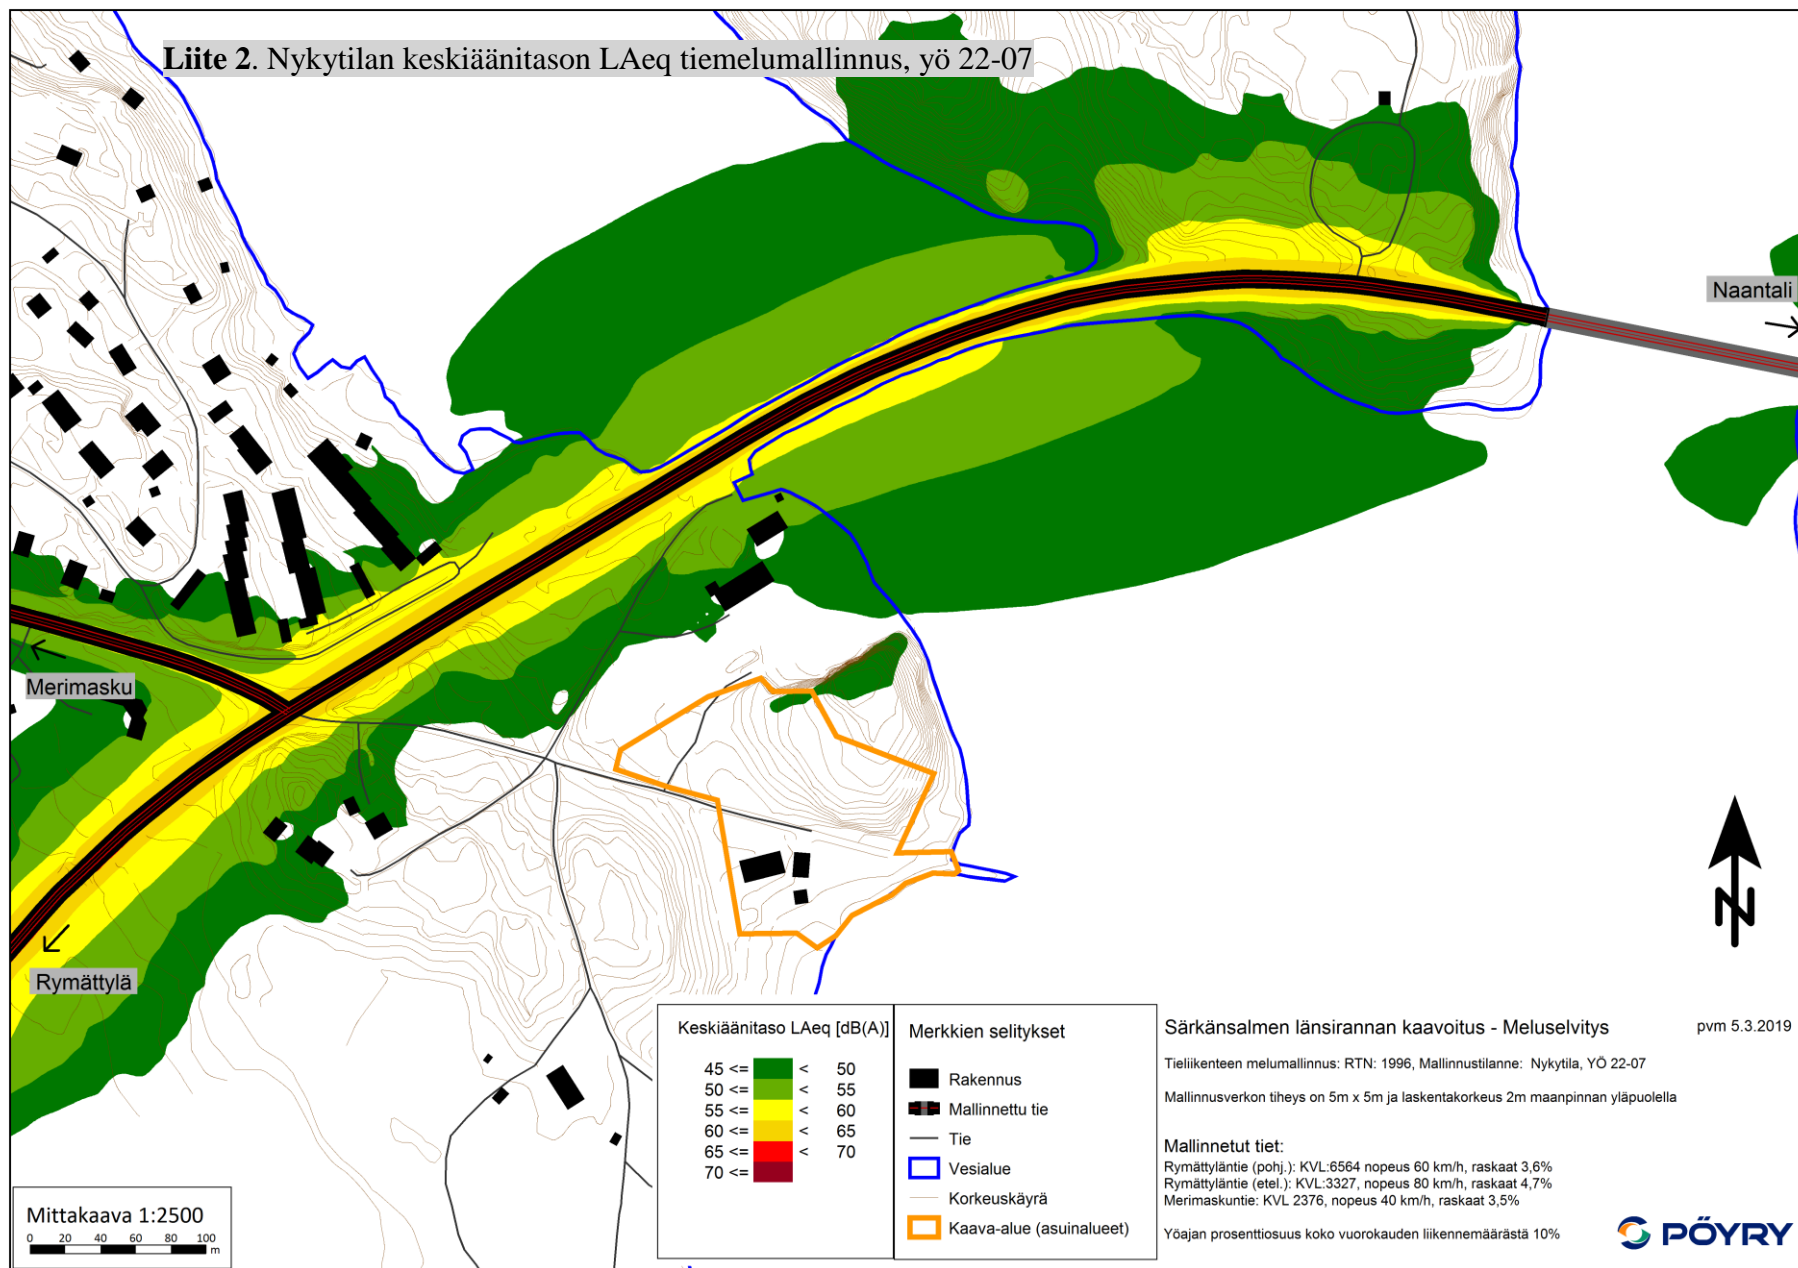 Liite 2. Nykytilan keskiäänitason LAeq tiemelumallinnus, yö 22-07
Naantali
Merimasku
Rymättylä
Mittakaava 1:2500
0 20 40 60 80 100
m
Keskiäänitaso LAeq [dB(A)]
45 <= < 50
50 <= < 55
55 <= < 60
60 <= < 65
65 <= < 70
70 <=
Merkkien selitykset
Rakennus
Mallinnettu tie
Tie
Vesialue
Korkeuskäyrä
Kaava-alue (asuinalueet)
Särkänsalmen länsirannan kaavoitus - Meluselvitys
pvm 5.3.2019
Tieliikenteen melumallinnus: RTN: 1996, Mallinnustilanne: Nykytila, YÖ 22-07
Mallinnusverkon tiheys on 5m x 5m ja laskentakorkeus 2m maanpinnan yläpuolella
Mallinnetut tiet:
Rymättyläntie (pohj.): KVL:6564 nopeus 60 km/h, raskaat 3,6%
Rymättyläntie (etel.): KVL:3327, nopeus 80 km/h, raskaat 4,7%
Merimaskuntie: KVL 2376, nopeus 40 km/h, raskaat 3,5%
Yöajan prosenttiosuus koko vuorokauden liikennemäärästä 10%
N
PÖYRY